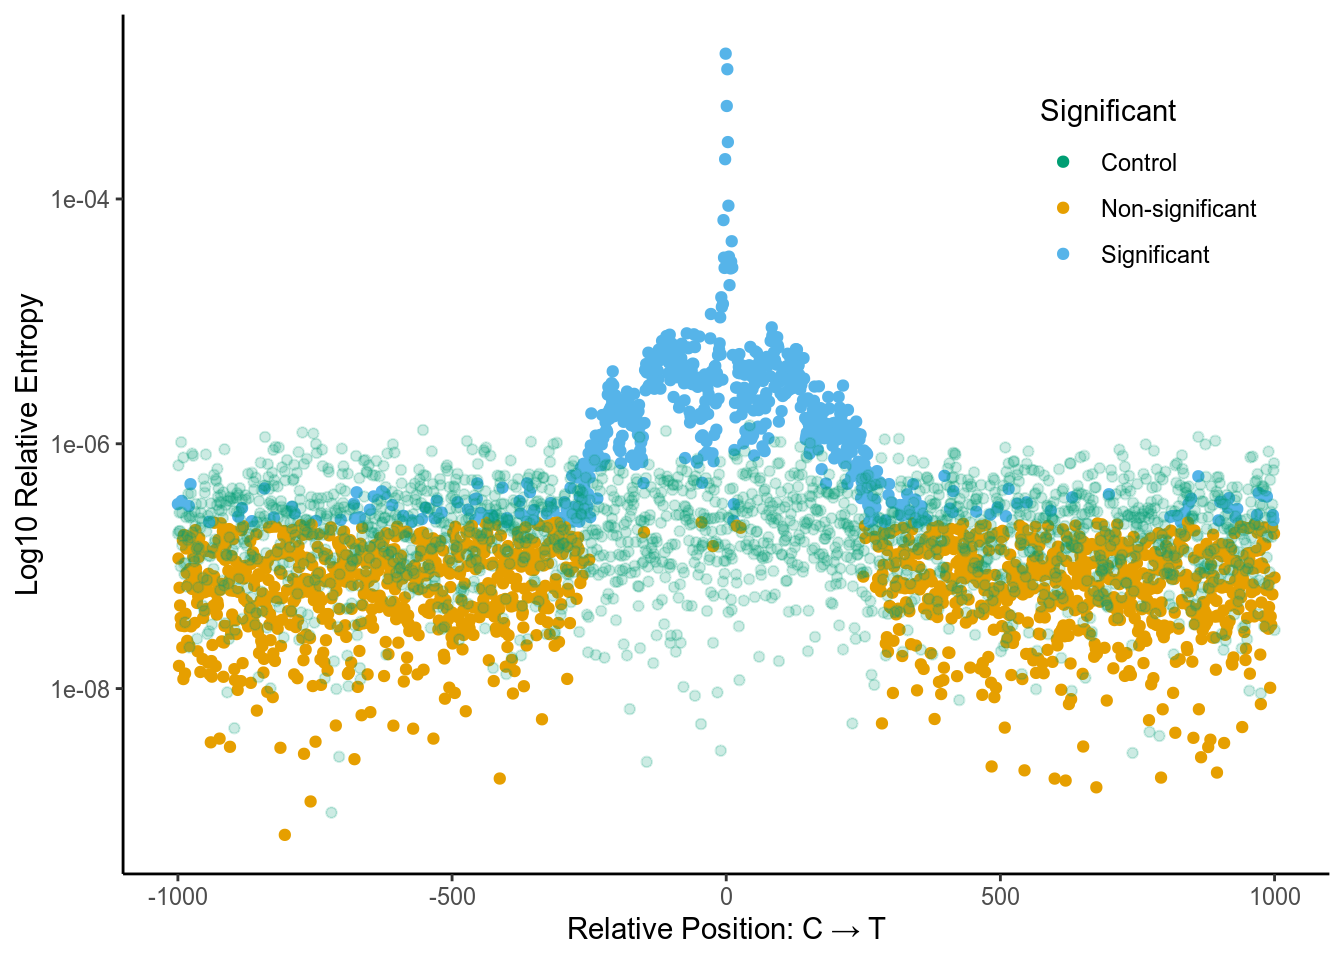 Significant
Control
Non-significant
Significant
Log10 Relative Entropy
1e-04
1e-06
1e-08
-1000
-500
0
500
1000
Relative Position: C → T